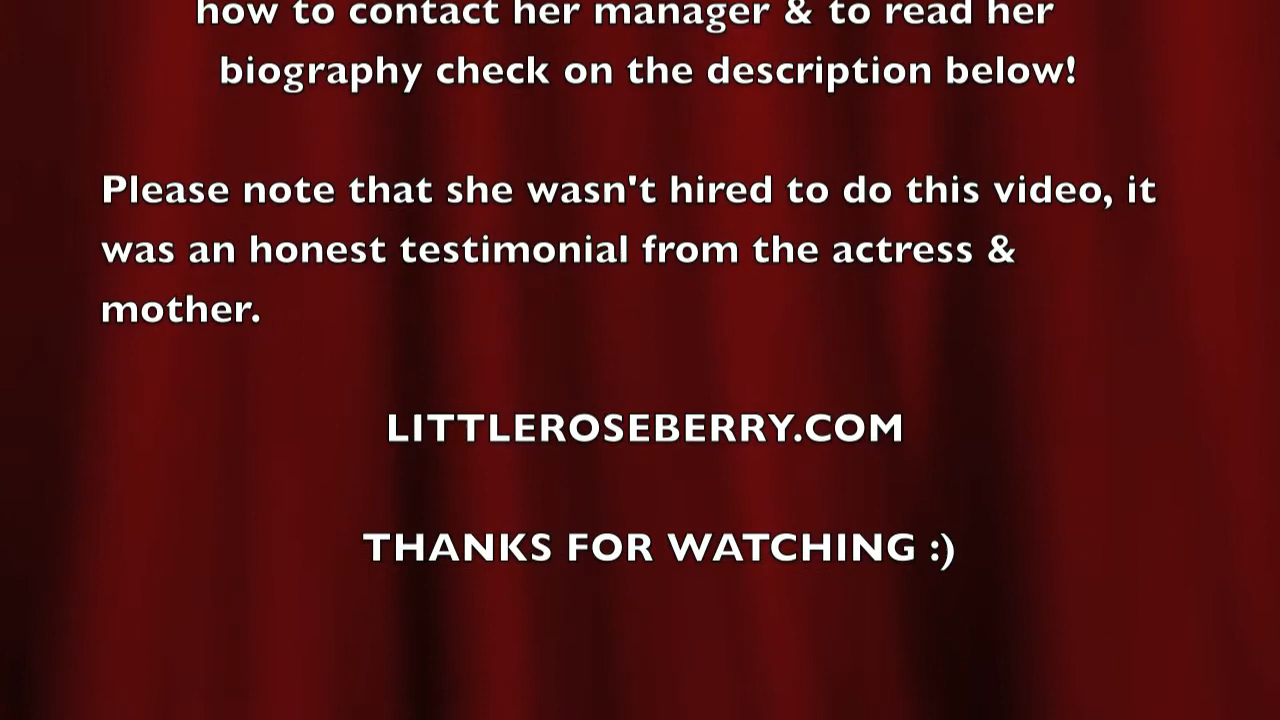 how to contact her manager & to read her
biography check on the description below!
Please note that she wasn't hired to do this video, it
was an honest testimonial from the actress &
mother.
LITTLEROSEBERRY.COM
THANKS FOR WATCHING :)